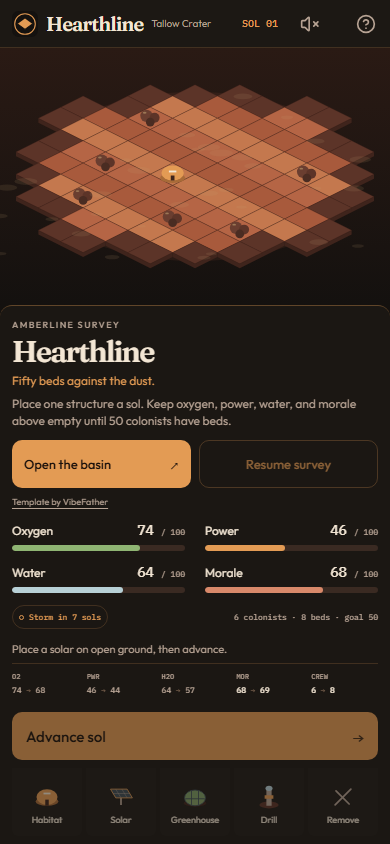 Hearthline Tallow Crater SOL 01
AMBERLINE SURVEY
Hearthline
Fifty beds against the dust.
Place one structure a sol. Keep oxygen, power, water, and morale
above empty until 50 colonists have beds.
Open the basin ↗ Resume survey
Template by VibeFather
Oxygen 74 / 100 Power 46 / 100
Water 64 / 100 Morale 68 / 100
Storm in 7 sols 6 colonists · 8 beds · goal 50
Place a solar on open ground, then advance.
O2 PWR H2O MOR CREW
74 → 68 46 → 44 64 → 57 68 → 69 6 → 8
Advance sol →
Habitat Solar Greenhouse Drill Remove